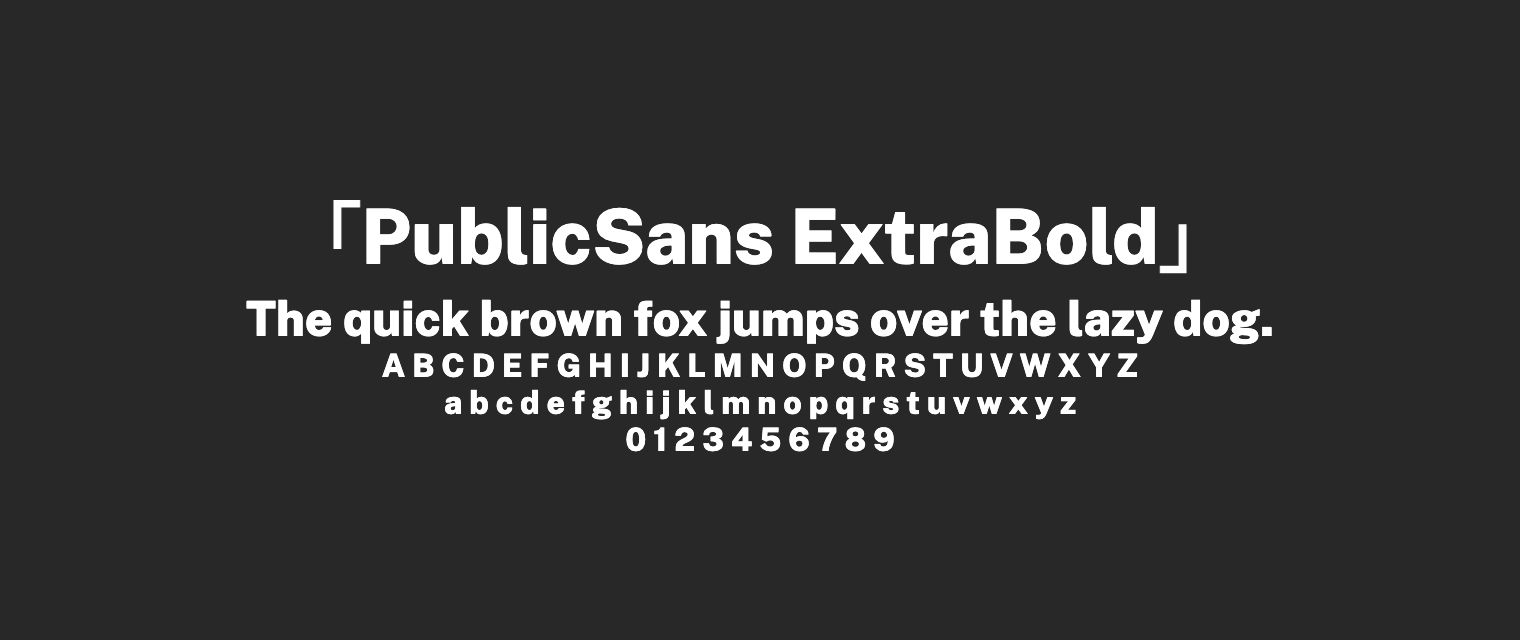 「PublicSans ExtraBold」
The quick brown fox jumps over the lazy dog.
A B C D E F G H I J K L M N O P Q R S T U V W X Y Z
a b c d e f g h i j k l m n o p q r s t u v w x y z
0 1 2 3 4 5 6 7 8 9